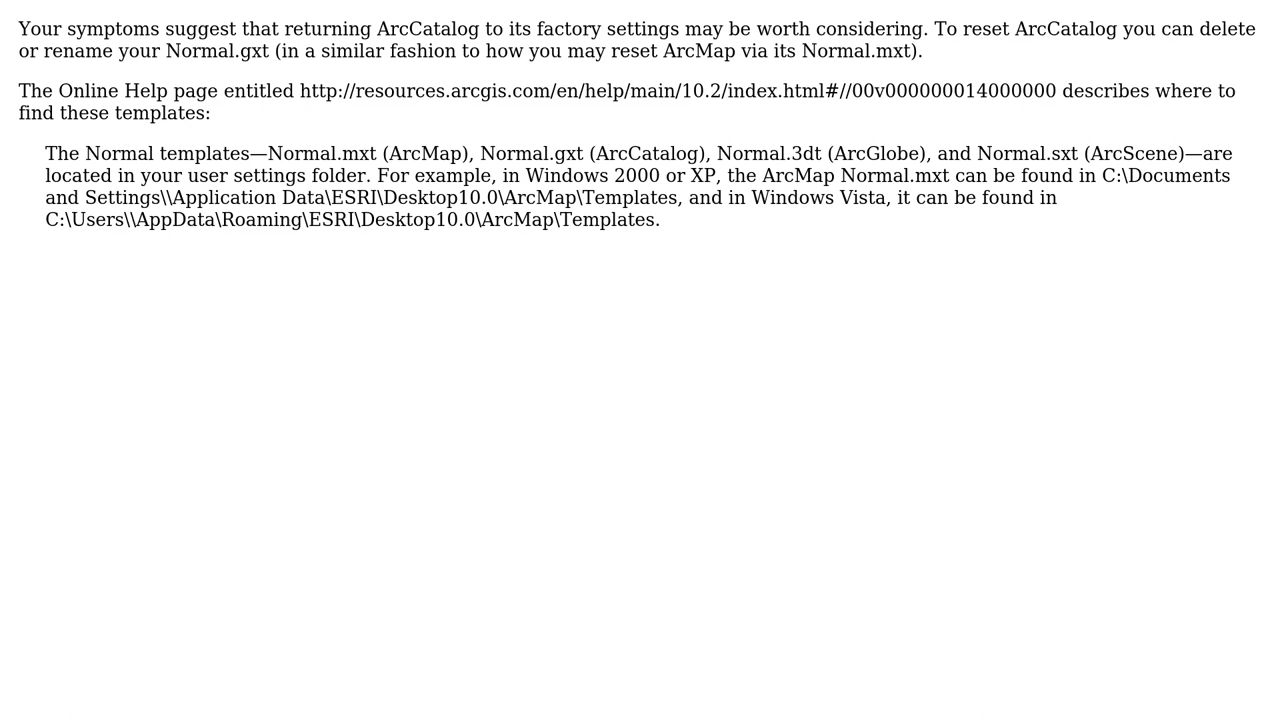 Your symptoms suggest that returning ArcCatalog to its factory settings may be worth considering. To reset ArcCatalog you can delete
or rename your Normal.gxt (in a similar fashion to how you may reset ArcMap via its Normal.mxt).
The Online Help page entitled http://resources.arcgis.com/en/help/main/10.2/index.html#//00v000000014000000 describes where to
find these templates:
The Normal templates—Normal.mxt (ArcMap), Normal.gxt (ArcCatalog), Normal.3dt (ArcGlobe), and Normal.sxt (ArcScene)—are
located in your user settings folder. For example, in Windows 2000 or XP, the ArcMap Normal.mxt can be found in C:\Documents
and Settings\\Application Data\ESRI\Desktop10.0\ArcMap\Templates, and in Windows Vista, it can be found in
C:\Users\\AppData\Roaming\ESRI\Desktop10.0\ArcMap\Templates.